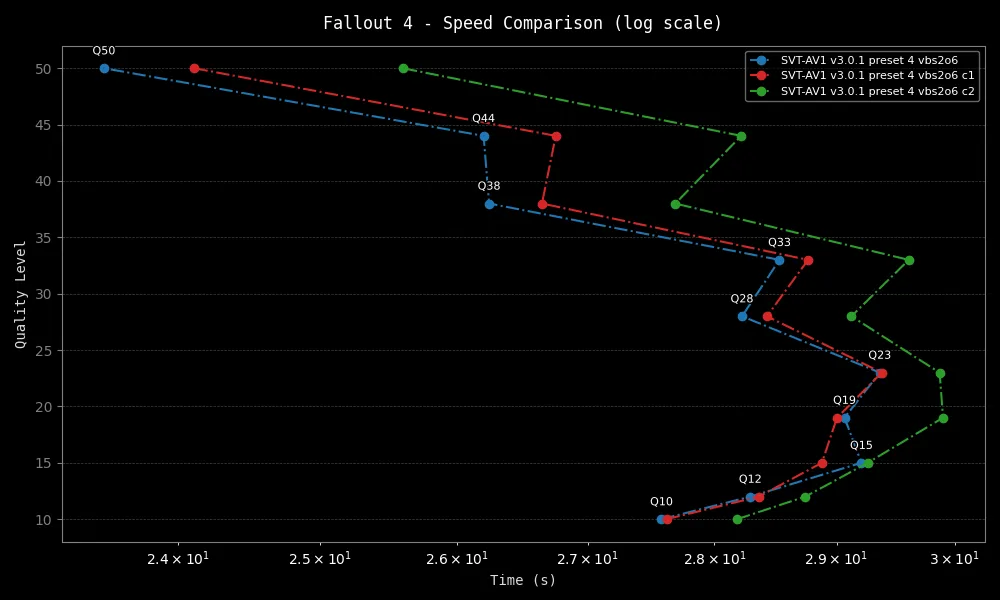 Fallout 4 - Speed Comparison (log scale)
SVT-AV1 v3.0.1 preset 4 vbs2o6
SVT-AV1 v3.0.1 preset 4 vbs2o6 c1
SVT-AV1 v3.0.1 preset 4 vbs2o6 c2
Quality Level
50
45
40
35
30
25
20
15
10
Q50
Q44
Q38
Q33
Q28
Q23
Q19
Q15
Q12
Q10
2.4 × 10¹ 2.5 × 10¹ 2.6 × 10¹ 2.7 × 10¹ 2.8 × 10¹ 2.9 × 10¹ 3 × 10¹
Time (s)